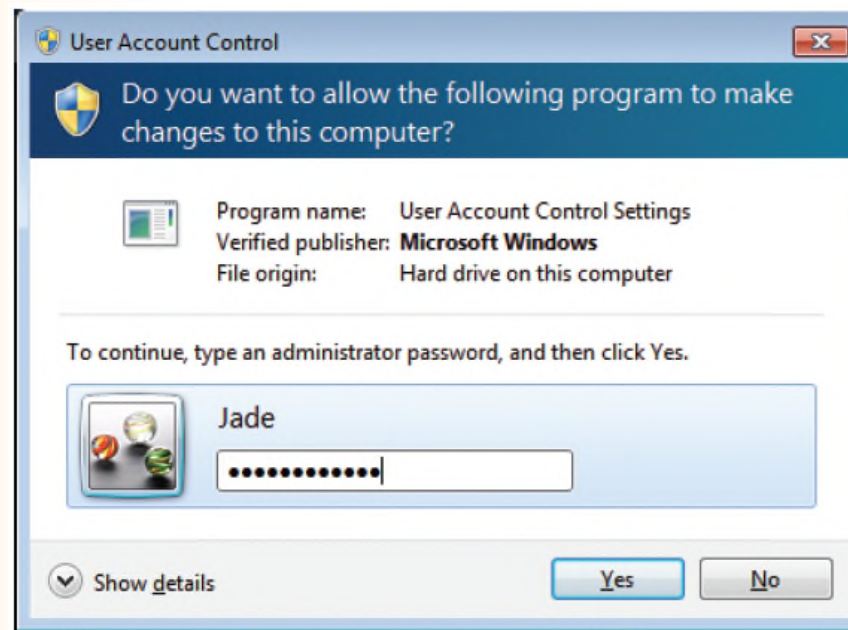 User Account Control
Do you want to allow the following program to make
changes to this computer?
Program name: User Account Control Settings
Verified publisher: Microsoft Windows
File origin: Hard drive on this computer
To continue, type an administrator password, and then click Yes.
Jade
••••••••••••
Show details
Yes
No